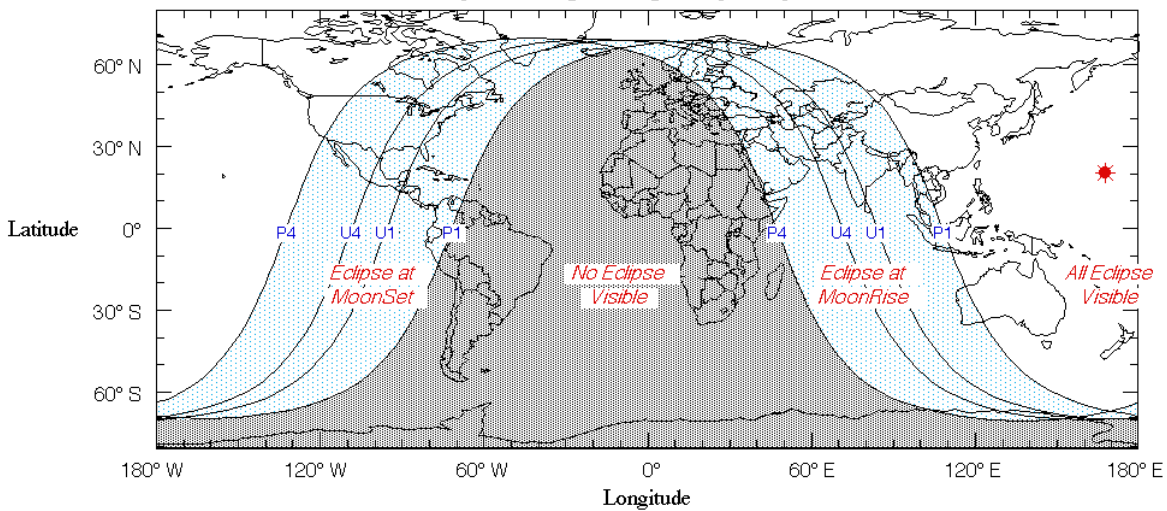 60° N
30° N
Latitude
0°
P4
U4
U1
P1
P4
U4
U1
P1
Eclipse at
MoonSet
No Eclipse
Visible
Eclipse at
MoonRise
All Eclipse
Visible
30° S
60° S
180° W
120° W
60° W
0°
60° E
120° E
180° E
Longitude